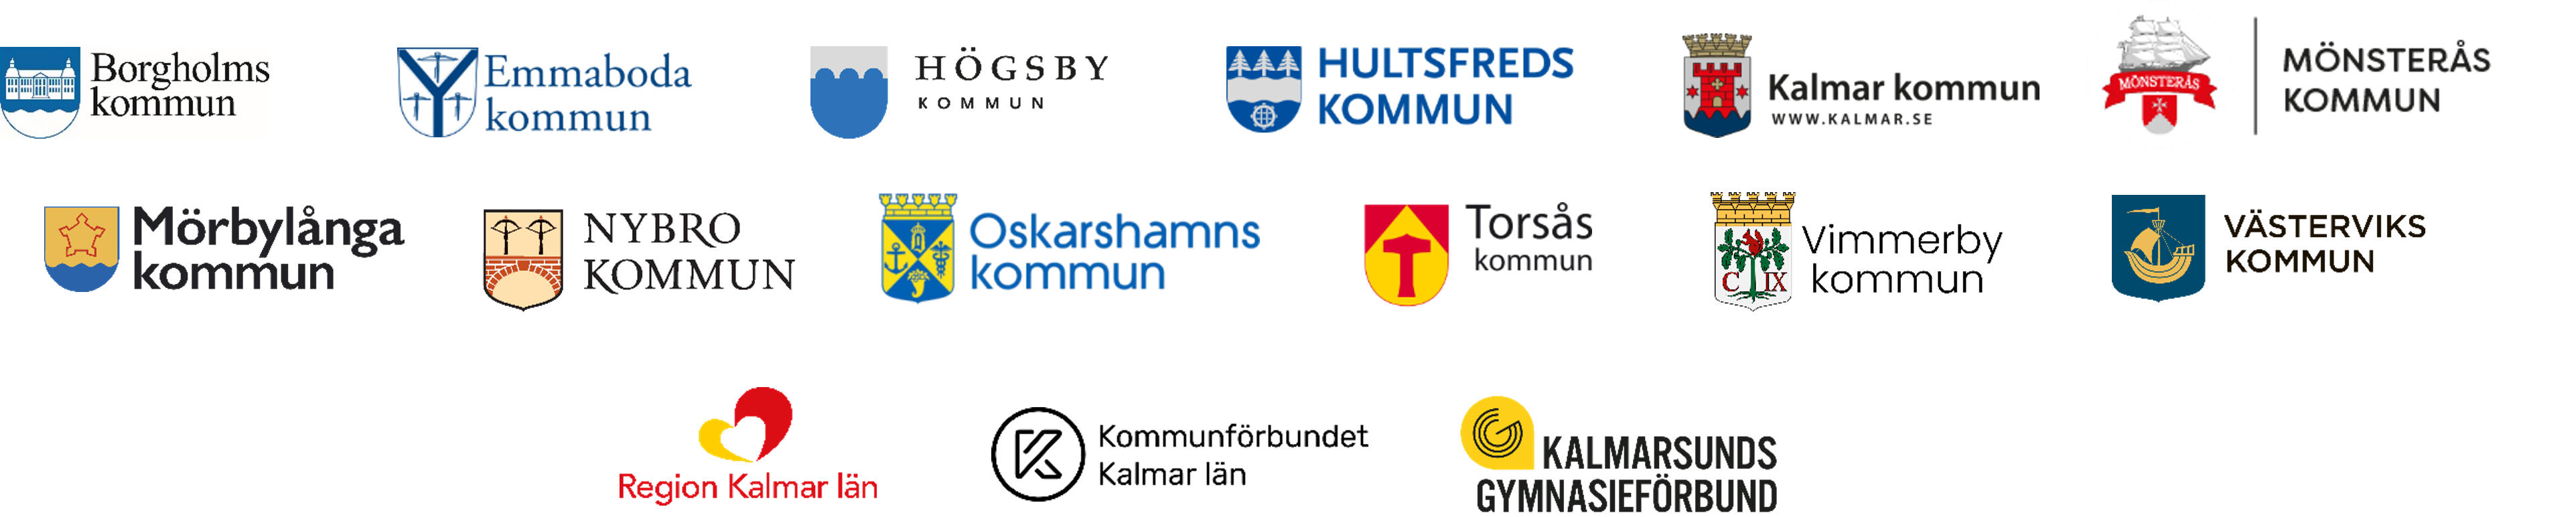 Borgholms
kommun
Emmaboda
kommun
HÖGSBY
KOMMUN
HULTSFREDS
KOMMUN
Kalmar kommun
WWW.KALMAR.SE
MÖNSTERÅS
MÖNSTERÅS
KOMMUN
Mörbylånga
kommun
NYBRO
KOMMUN
Oskarshamns
kommun
Torsås
kommun
C IX
Vimmerby
kommun
VÄSTERVIKS
KOMMUN
Region Kalmar län
Kommunförbundet
Kalmar län
KALMARSUNDS
GYMNASIEFÖRBUND